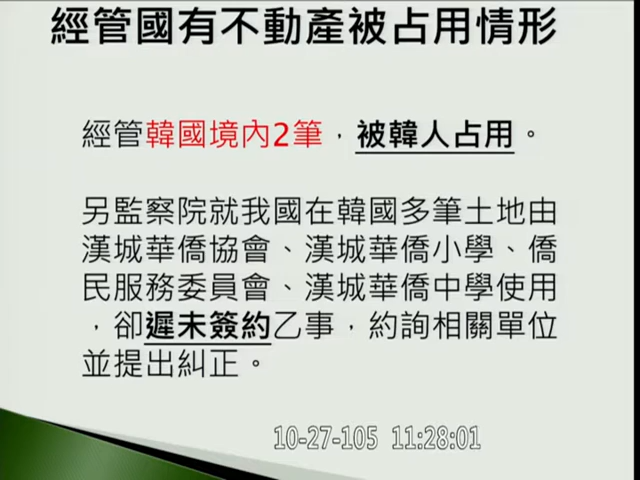 經管國有不動產被占用情形
經管韓國境內2筆，被韓人占用。
另監察院就我國在韓國多筆土地由
漢城華僑協會、漢城華僑小學、僑
民服務委員會、漢城華僑中學使用
，卻遲未簽約乙事，約詢相關單位
並提出糾正。
10-27-105 11:28:01